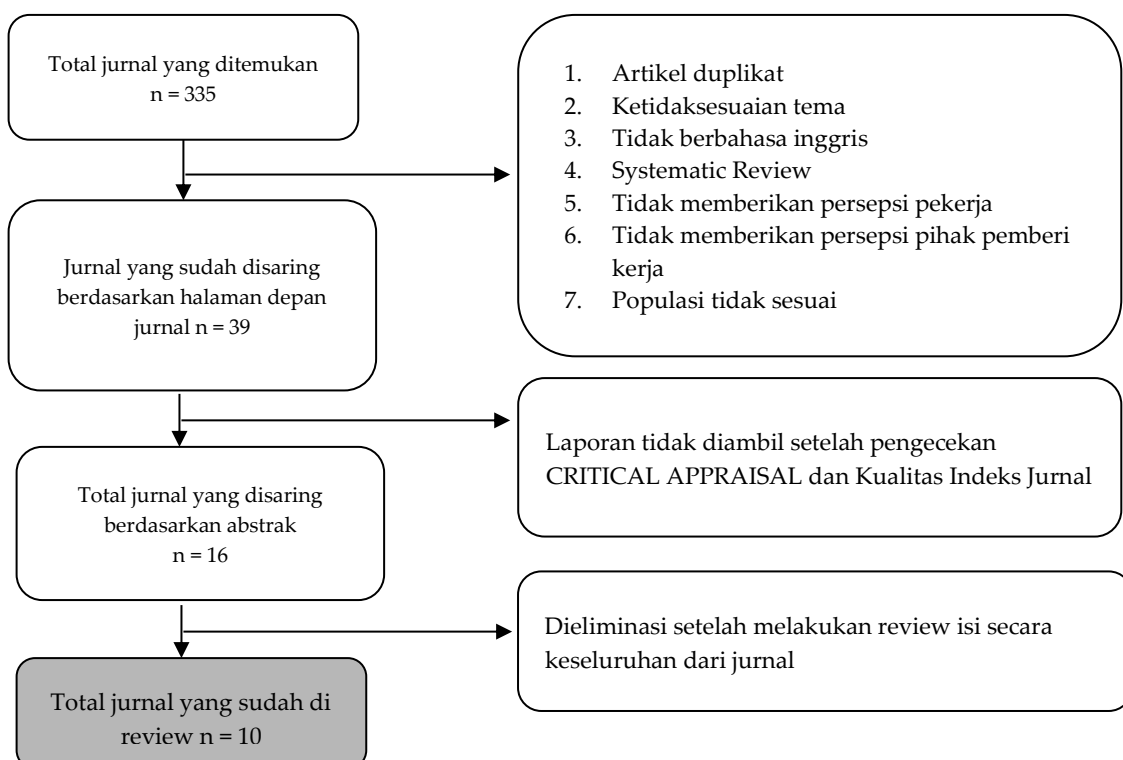 Total jurnal yang ditemukan
n = 335
1. Artikel duplikat
2. Ketidaksesuaian tema
3. Tidak berbahasa inggris
4. Systematic Review
5. Tidak memberikan persepsi pekerja
6. Tidak memberikan persepsi pihak pemberi
kerja
7. Populasi tidak sesuai
Jurnal yang sudah disaring
berdasarkan halaman depan
jurnal n = 39
Laporan tidak diambil setelah pengecekan
CRITICAL APPRAISAL dan Kualitas Indeks Jurnal
Total jurnal yang disaring
berdasarkan abstrak
n = 16
Dieliminasi setelah melakukan review isi secara
keseluruhan dari jurnal
Total jurnal yang sudah di
review n = 10